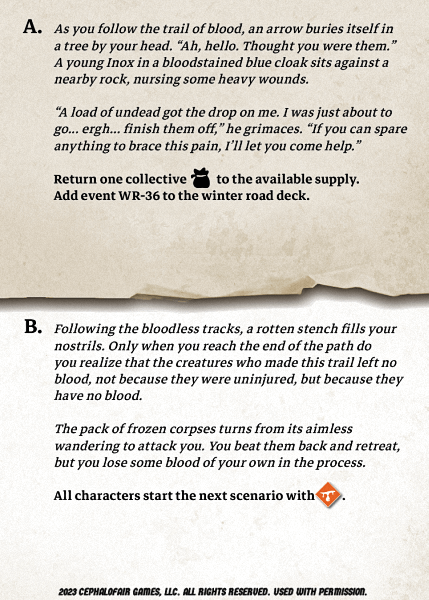 A. As you follow the trail of blood, an arrow buries itself in
a tree by your head. “Ah, hello. Thought you were them.”
A young Inox in a bloodstained blue cloak sits against a
nearby rock, nursing some heavy wounds.
“A load of undead got the drop on me. I was just about to
go... ergh... finish them off,” he grimaces. “If you can spare
anything to brace this pain, I’ll let you come help.”
Return one collective to the available supply.
Add event WR-36 to the winter road deck.
B. Following the bloodless tracks, a rotten stench fills your
nostrils. Only when you reach the end of the path do
you realize that the creatures who made this trail left no
blood, not because they were uninjured, but because they
have no blood.
The pack of frozen corpses turns from its aimless
wandering to attack you. You beat them back and retreat,
but you lose some blood of your own in the process.
All characters start the next scenario with .
2023 CEPHALOFAIR GAMES, LLC. ALL RIGHTS RESERVED. USED WITH PERMISSION.